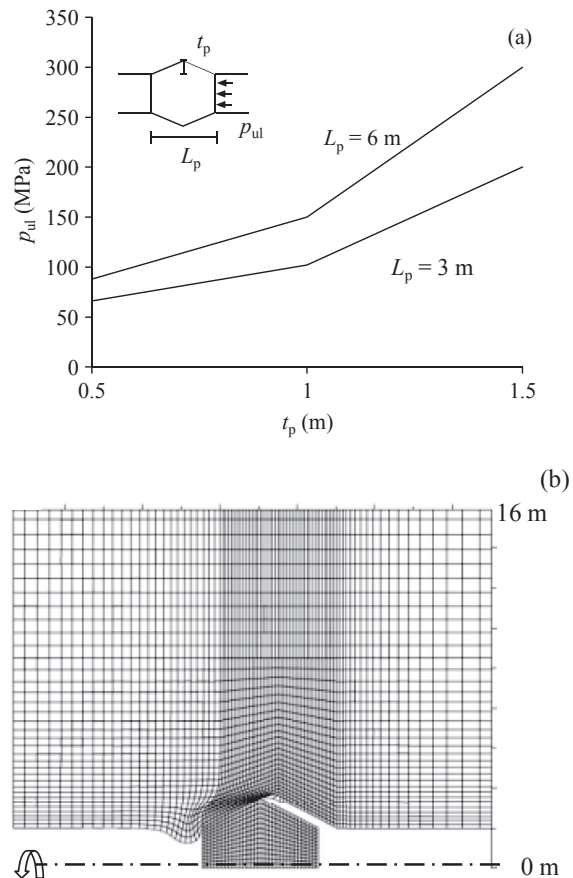 (a)
350
300
250
200
150
100
50
0
p_ul (MPa)
t_p
p_ul
L_p
L_p = 6 m
L_p = 3 m
0.5 1 1.5
t_p (m)
(b)
16 m
0 m